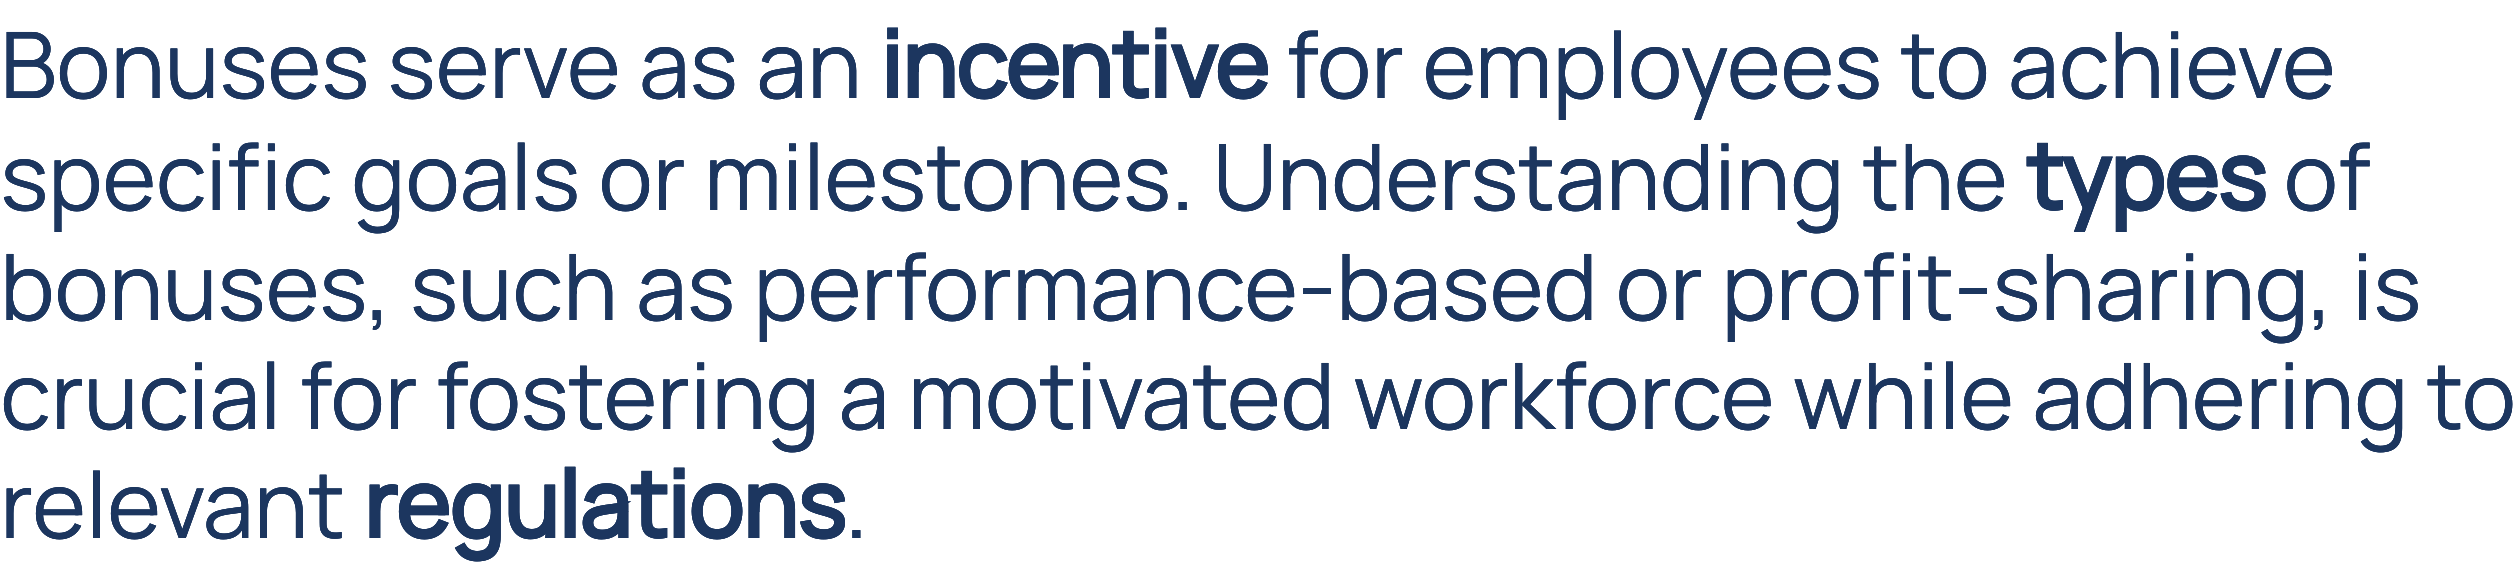 Bonuses serve as an incentive for employees to achieve
specific goals or milestones. Understanding the types of
bonuses, such as performance-based or profit-sharing, is
crucial for fostering a motivated workforce while adhering to
relevant regulations.